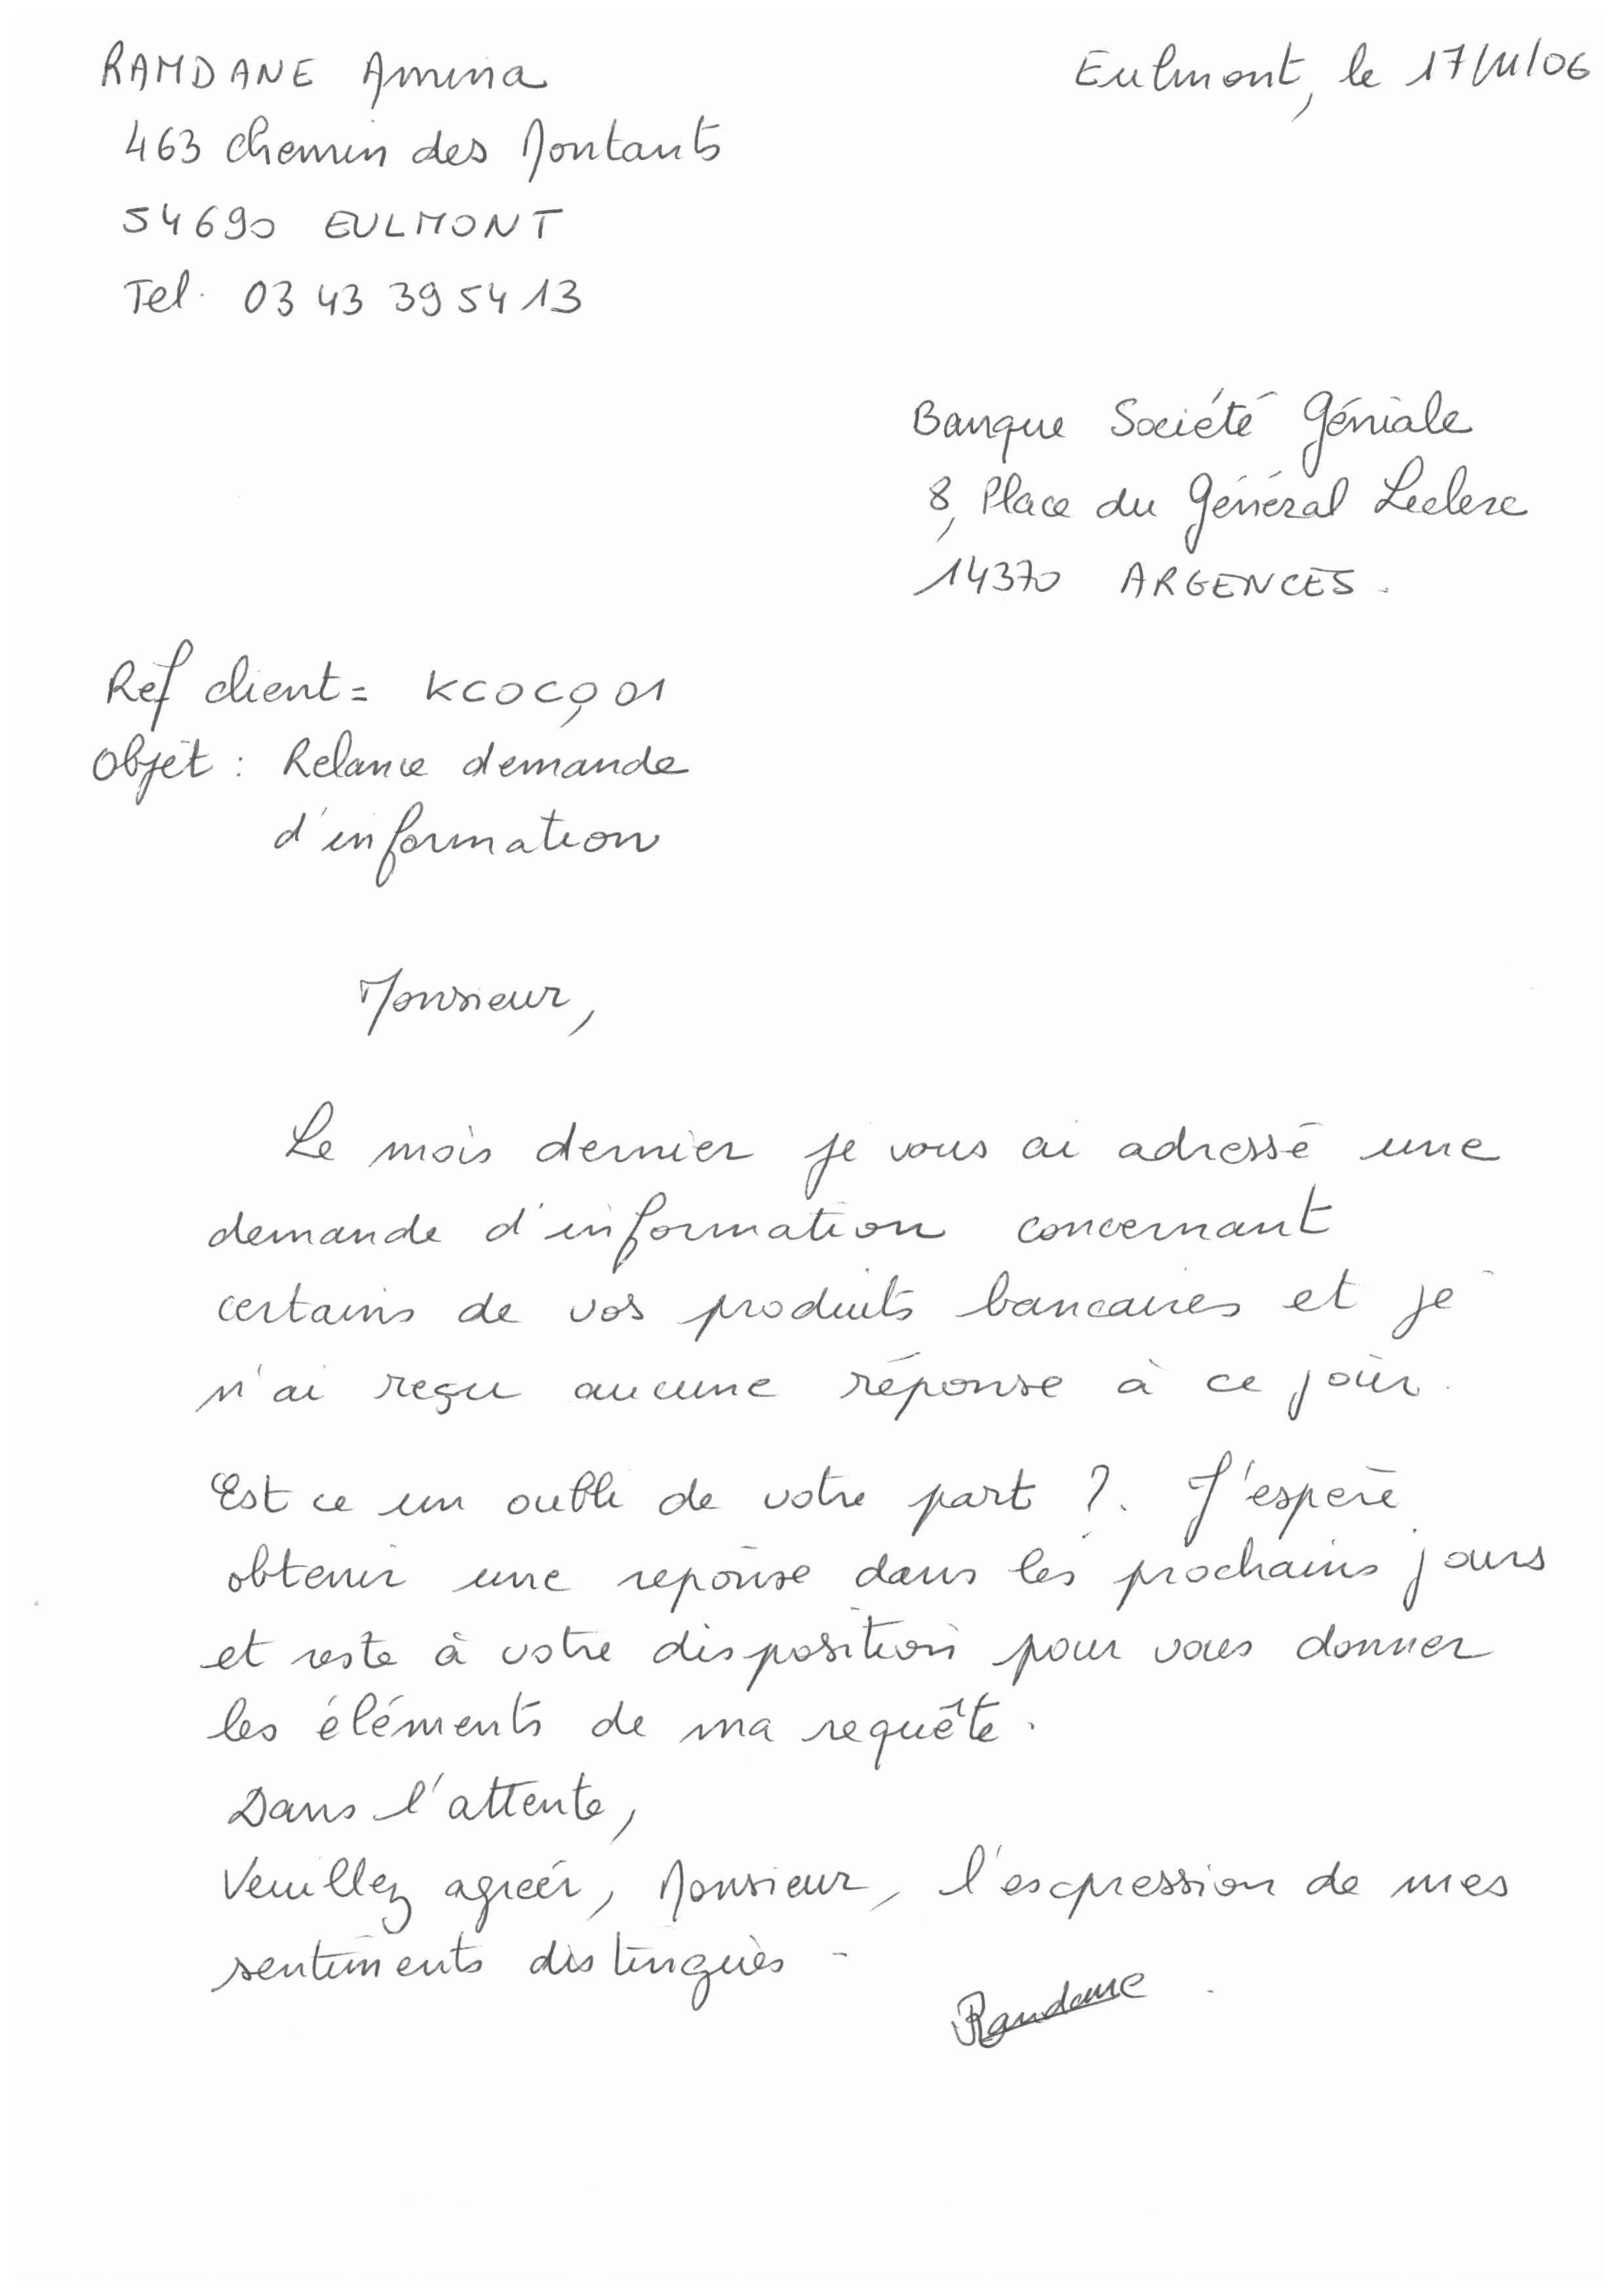 RAMDANE Amina
Eulmont, le 17/11/06
463 chemin des Montants
54690 EULMONT
Tel. 03 43 39 54 13
Banque Société Géniale
8, Place du Général Leclerc
14370 ARGENCES.
Ref client = KCOCQ01
Objet : Relance demande
d'information
Monsieur,
Le mois dernier je vous ai adressé une
demande d'information concernant
certains de vos produits bancaires et je
n'ai reçu aucune réponse à ce jour.
Est ce un oubli de votre part ?. J'espère
obtenir une réponse dans les prochains jours
et reste à votre disposition pour vous donner
les éléments de ma requête.
Dans l'attente,
Veuillez agréer, Monsieur, l'expression de mes
sentiments distingués -
Ramdane